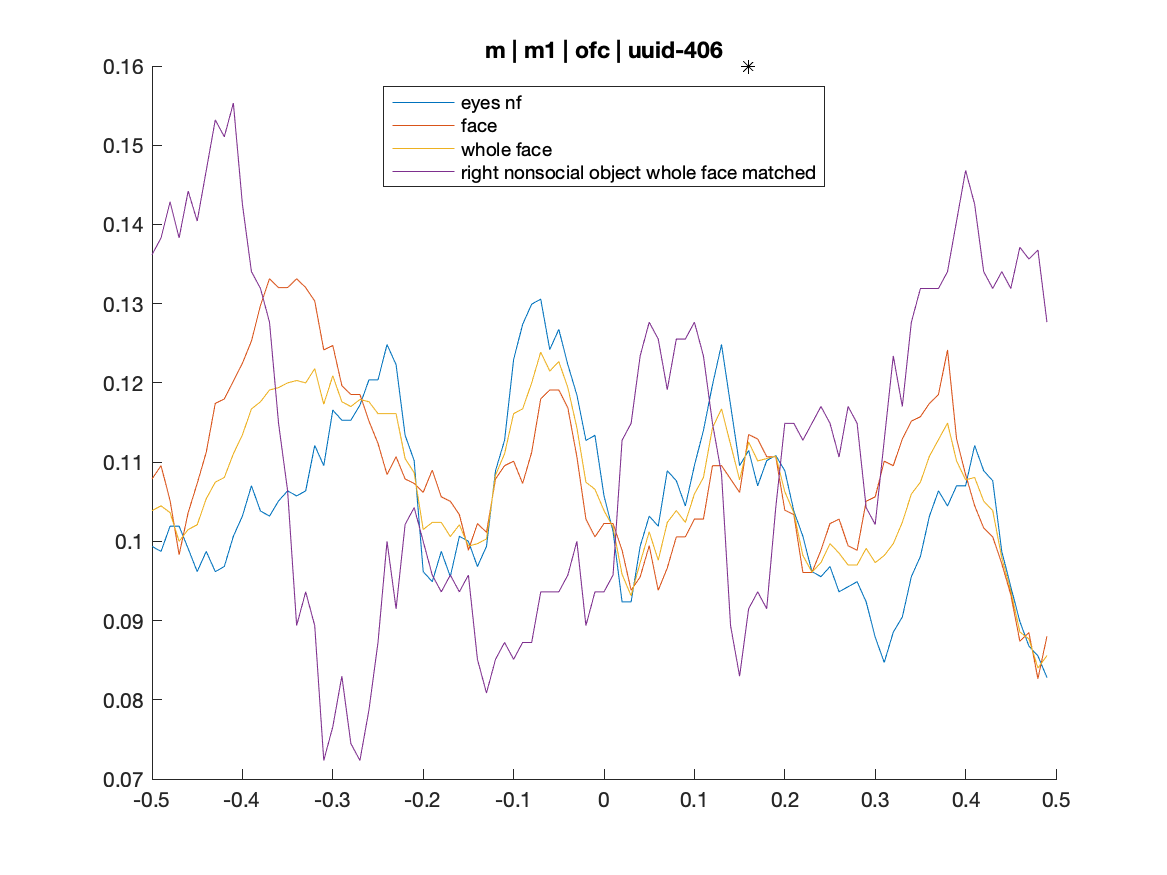 m | m1 | ofc | uuid-406
0.16
eyes nf
face
whole face
right nonsocial object whole face matched
0.15
0.14
0.13
0.12
0.11
0.1
0.09
0.08
0.07
-0.5 -0.4 -0.3 -0.2 -0.1 0 0.1 0.2 0.3 0.4 0.5